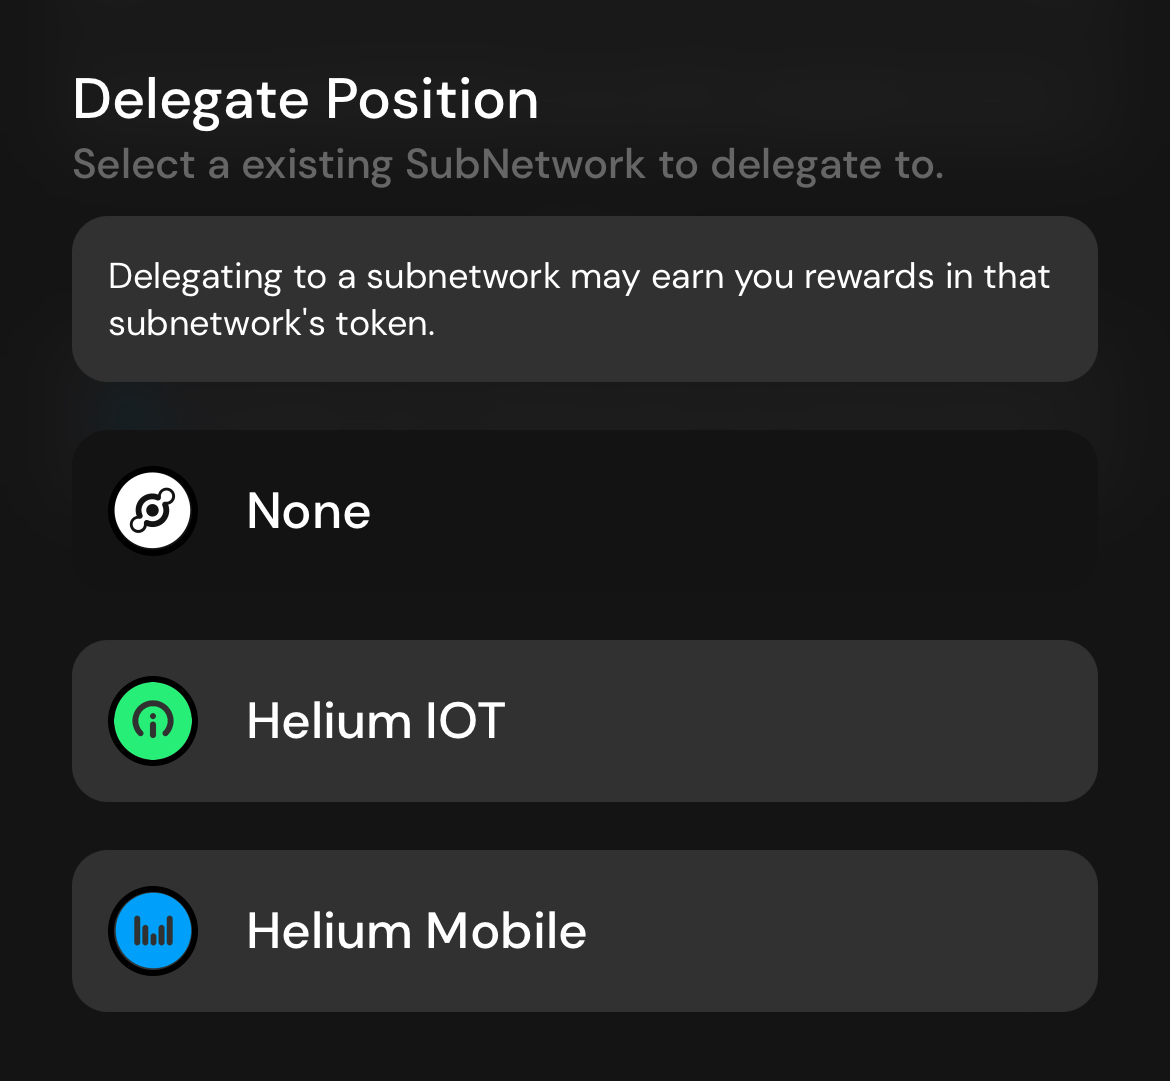 Delegate Position
Select a existing SubNetwork to delegate to.
Delegating to a subnetwork may earn you rewards in that
subnetwork's token.
None
Helium IOT
Helium Mobile